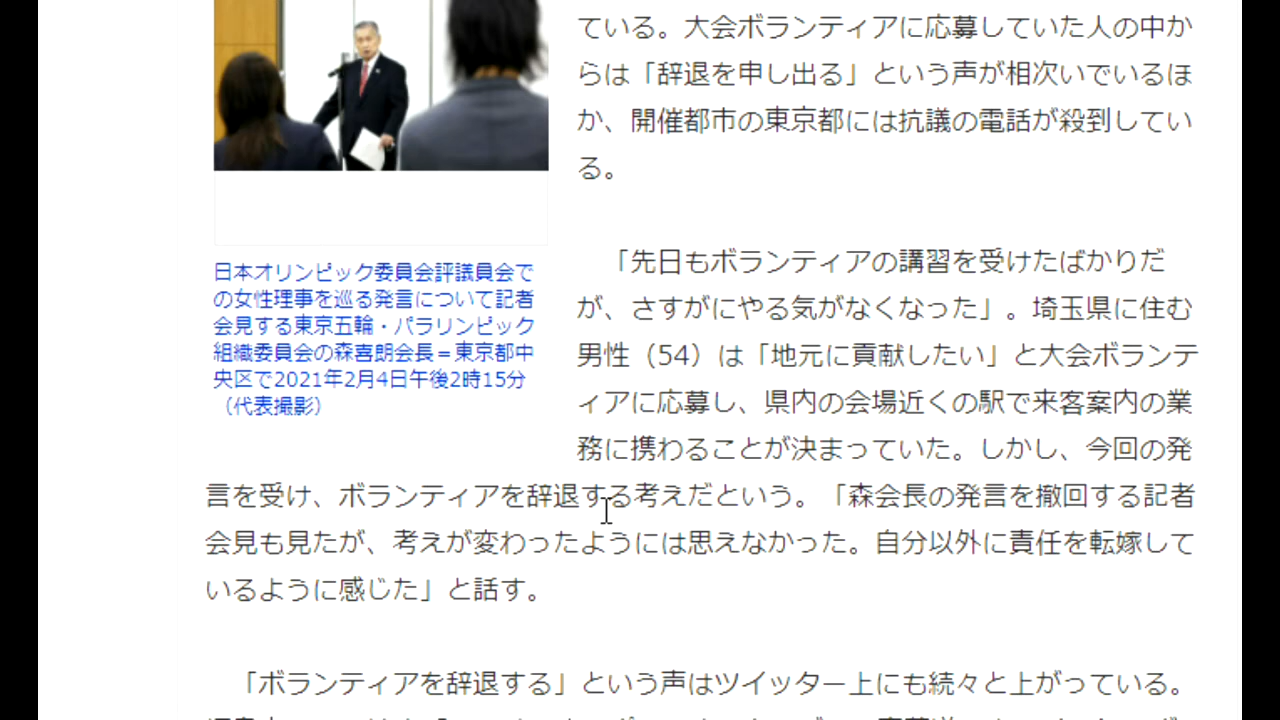 ている。大会ボランティアに応募していた人の中か
らは「辞退を申し出る」という声が相次いでいるほ
か、開催都市の東京都には抗議の電話が殺到してい
る。
日本オリンピック委員会評議員会で
の女性理事を巡る発言について記者
会見する東京五輪・パラリンピック
組織委員会の森喜朗会長＝東京都中
央区で2021年2月4日午後2時15分
（代表撮影）
「先日もボランティアの講習を受けたばかりだ
が、さすがにやる気がなくなった」。埼玉県に住む
男性（54）は「地元に貢献したい」と大会ボランテ
ィアに応募し、県内の会場近くの駅で来客案内の業
務に携わることが決まっていた。しかし、今回の発
言を受け、ボランティアを辞退する考えだという。「森会長の発言を撤回する記者
会見も見たが、考えが変わったようには思えなかった。自分以外に責任を転嫁して
いるように感じた」と話す。
「ボランティアを辞退する」という声はツイッター上にも続々と上がっている。